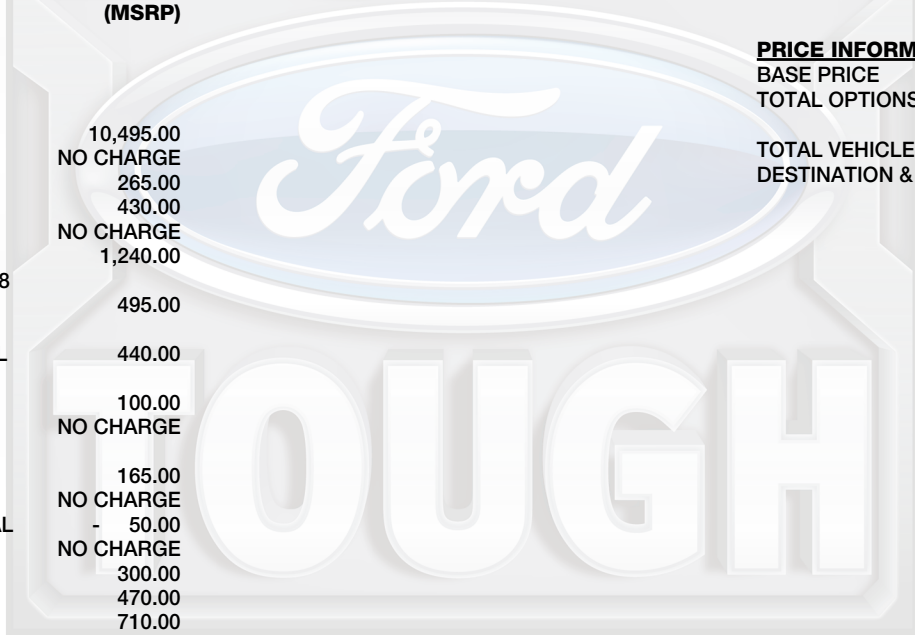 (MSRP)
PRICE INFORM
BASE PRICE
TOTAL OPTIONS
10,495.00
TOTAL VEHICLE
NO CHARGE
DESTINATION &
265.00
430.00
NO CHARGE
1,240.00
8
495.00
L
440.00
100.00
NO CHARGE
165.00
NO CHARGE
AL - 50.00
NO CHARGE
300.00
470.00
710.00
Ford
TOUGH